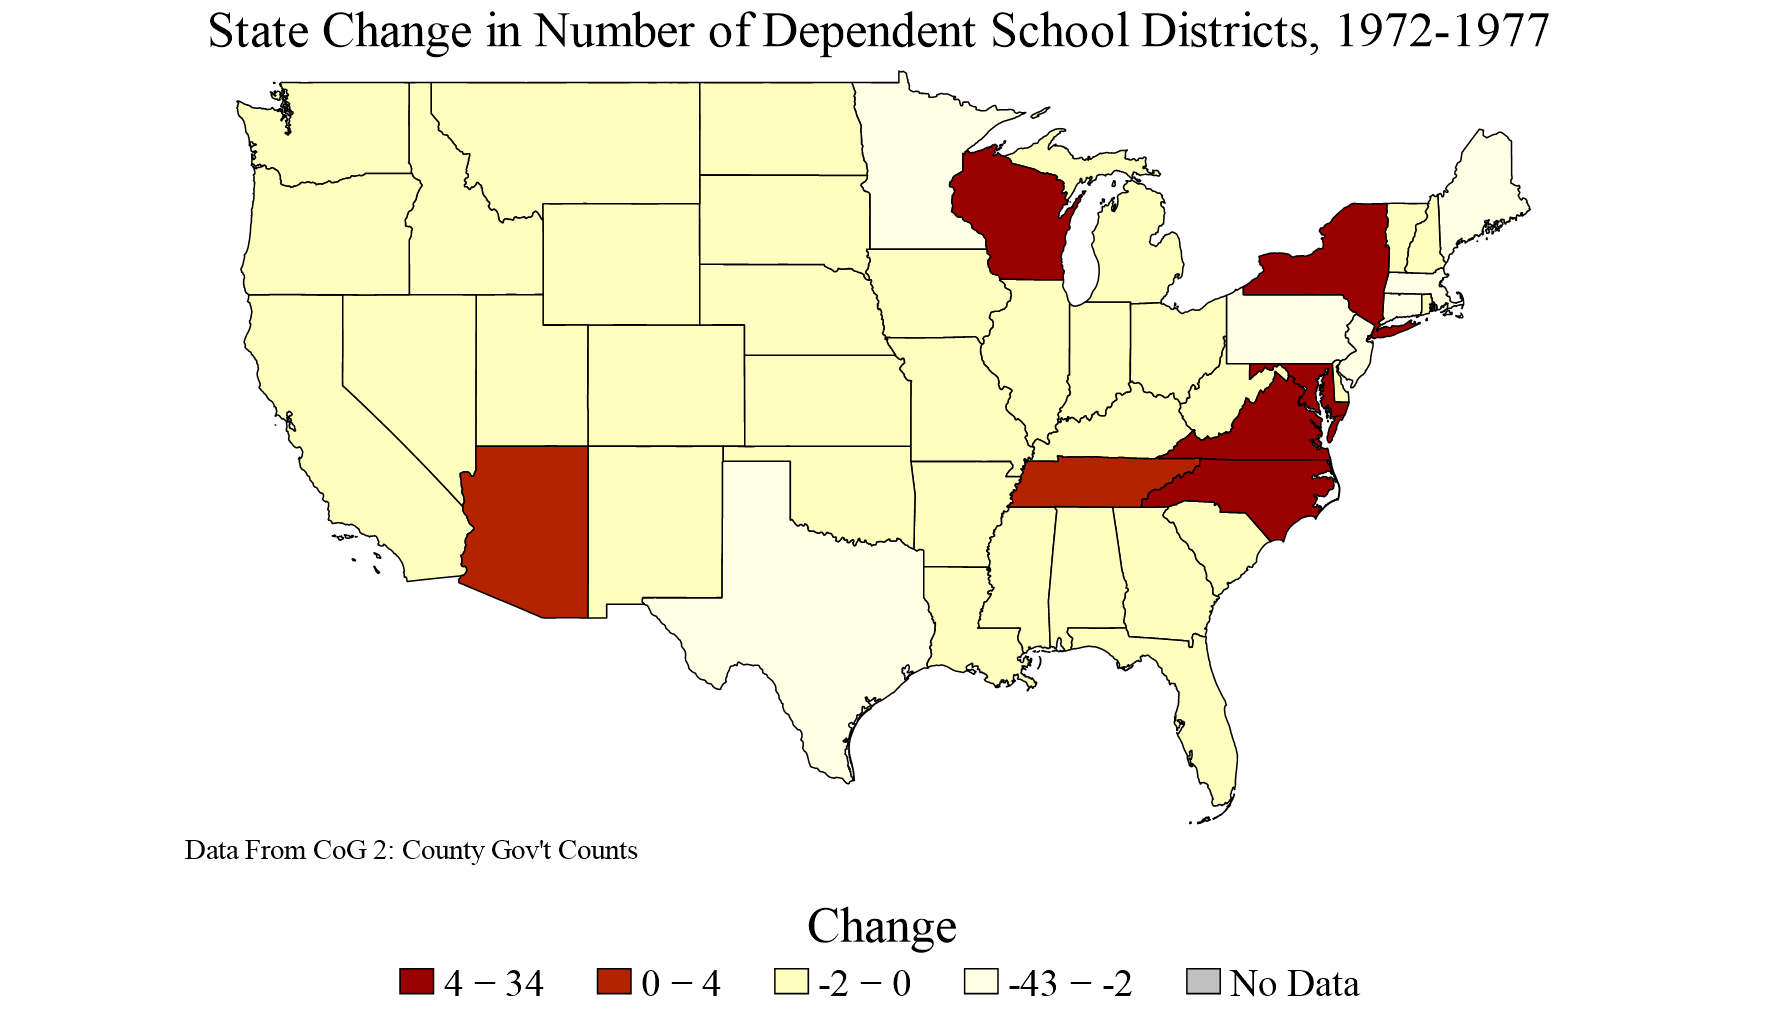 State Change in Number of Dependent School Districts, 1972-1977
Data From CoG 2: County Gov't Counts
Change
4 – 34 0 – 4 -2 – 0 -43 – -2 No Data